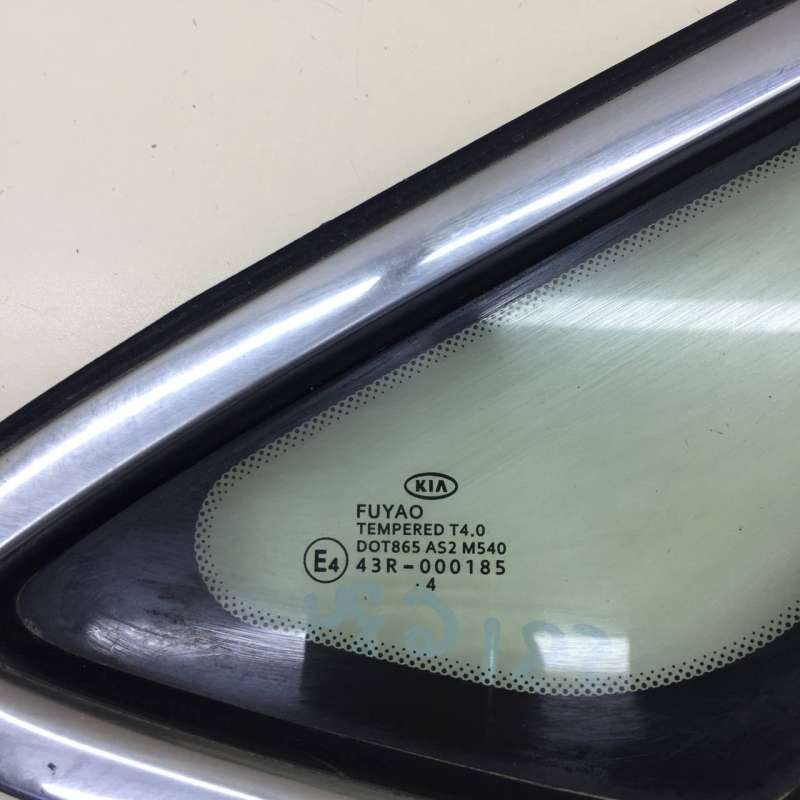 KIA
FUYAO
TEMPERED T4.0
DOT865 AS2 M540
E4 43R-000185
· 4